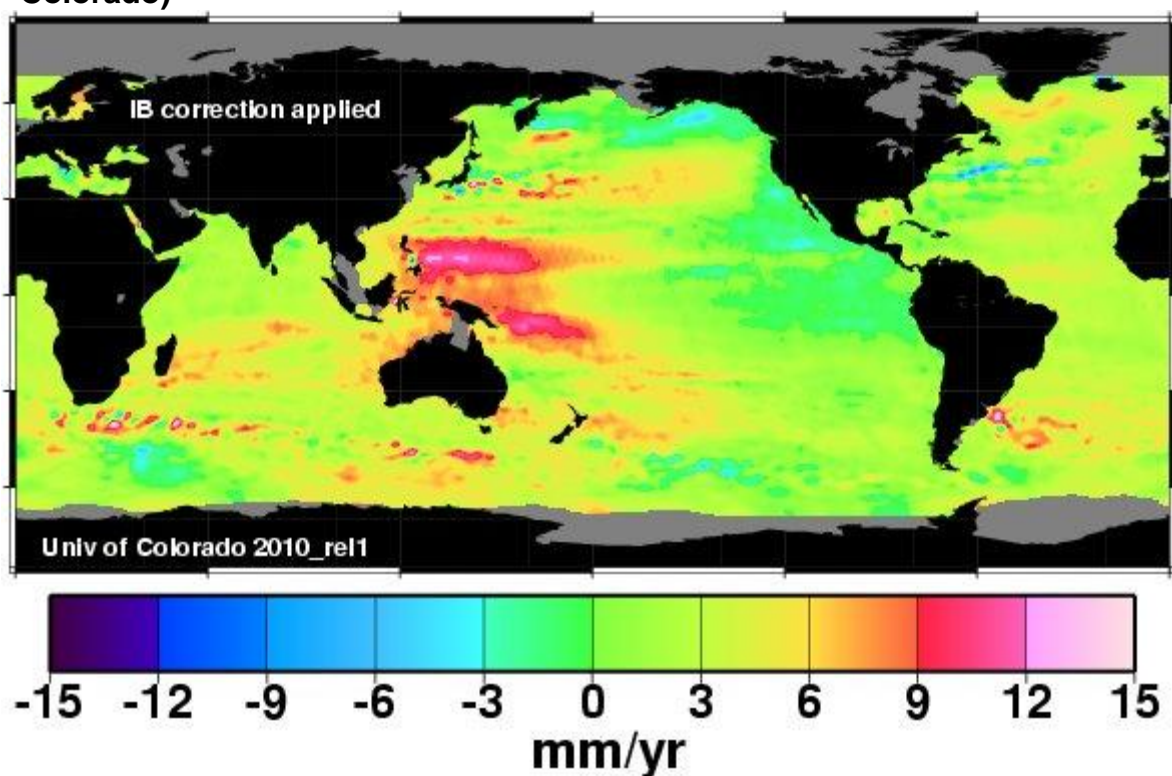 Colorado)
IB correction applied
Univ of Colorado 2010_rel1
-15 -12 -9 -6 -3 0 3 6 9 12 15
mm/yr